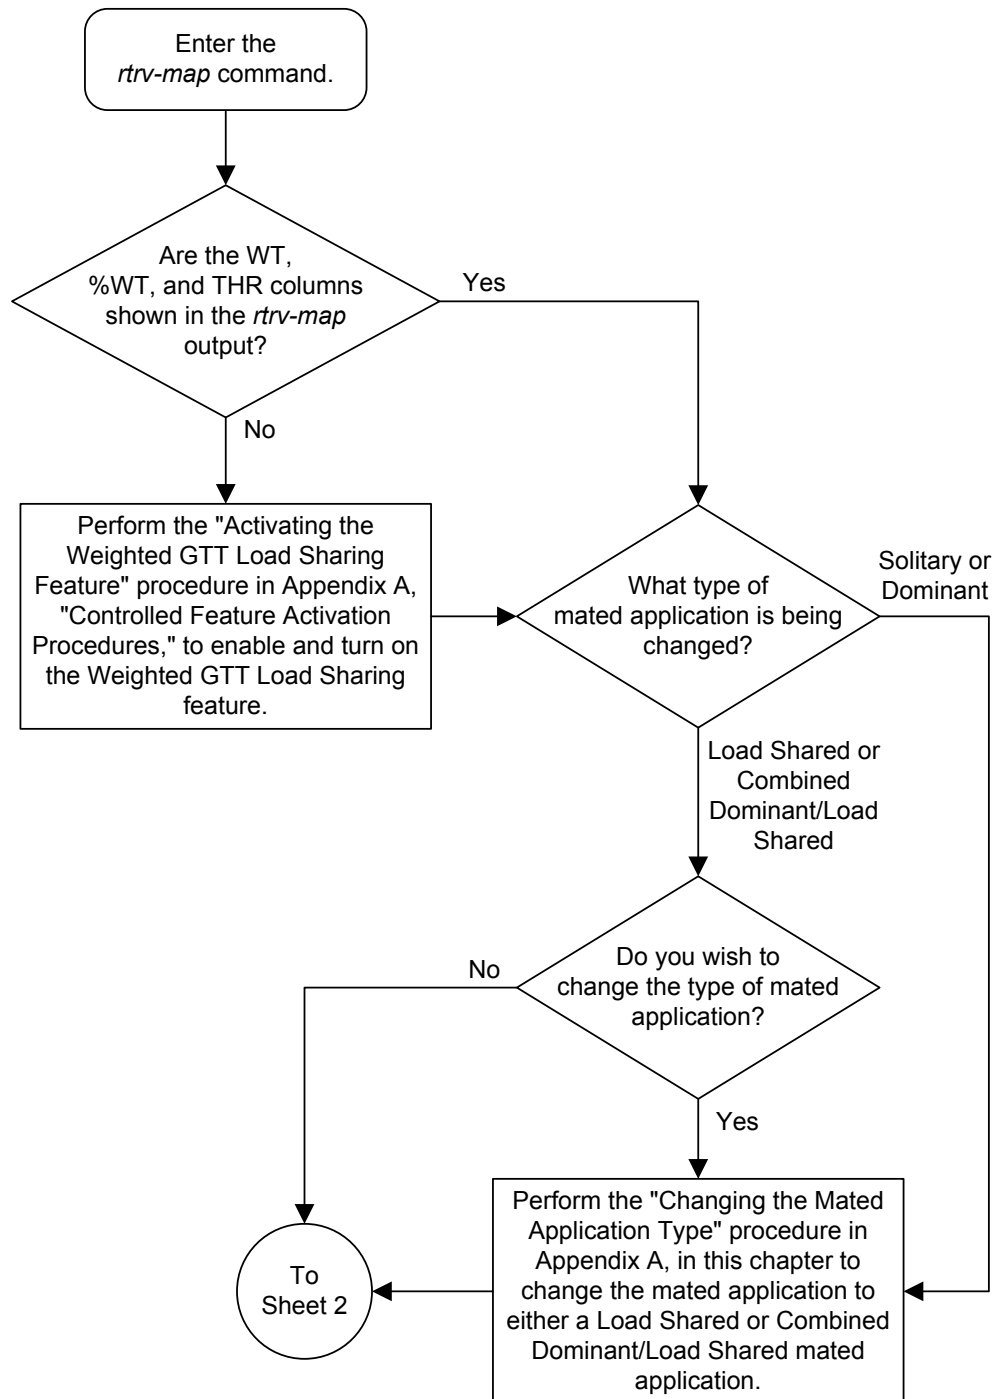 Enter the
rtrv-map command.
Are the WT,
%WT, and THR columns
shown in the rtrv-map
output?
Yes
No
Perform the "Activating the
Weighted GTT Load Sharing
Feature" procedure in Appendix A,
"Controlled Feature Activation
Procedures," to enable and turn on
the Weighted GTT Load Sharing
feature.
What type of
mated application is being
changed?
Solitary or
Dominant
Load Shared or
Combined
Dominant/Load
Shared
Do you wish to
change the type of mated
application?
No
Yes
Perform the "Changing the Mated
Application Type" procedure in
Appendix A, in this chapter to
change the mated application to
either a Load Shared or Combined
Dominant/Load Shared mated
application.
To
Sheet 2